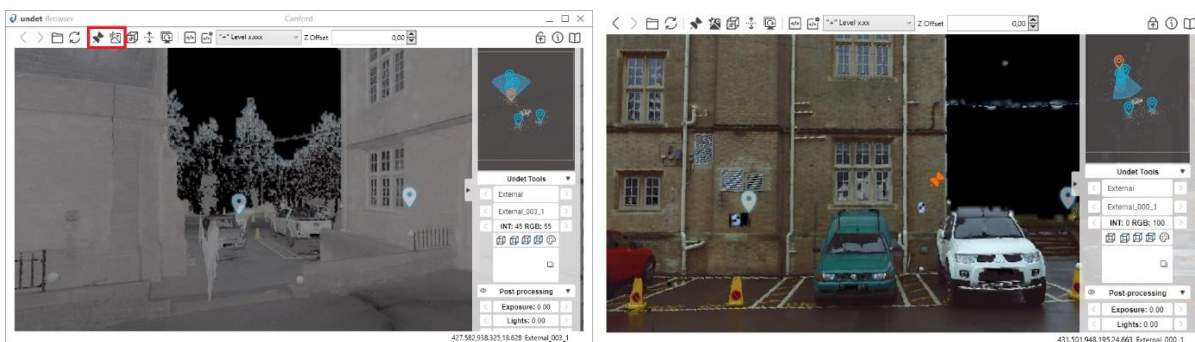 undet Browser
Canford
"+" Level x.xxx
Z Offset
0,00
Undet Tools
External
External_003_1
INT: 45 RGB: 55
Post-processing
Exposure: 0.00
Lights: 0.00
427.582,938.325,18.628 External_003_1
"+" Level x.xx
Z Offset
0,00
Undet Tools
External
External_000_1
INT: 0 RGB: 100
Post-processing
Exposure: 0.00
Lights: 0.00
431.501,948.195,24.663 External_000_1